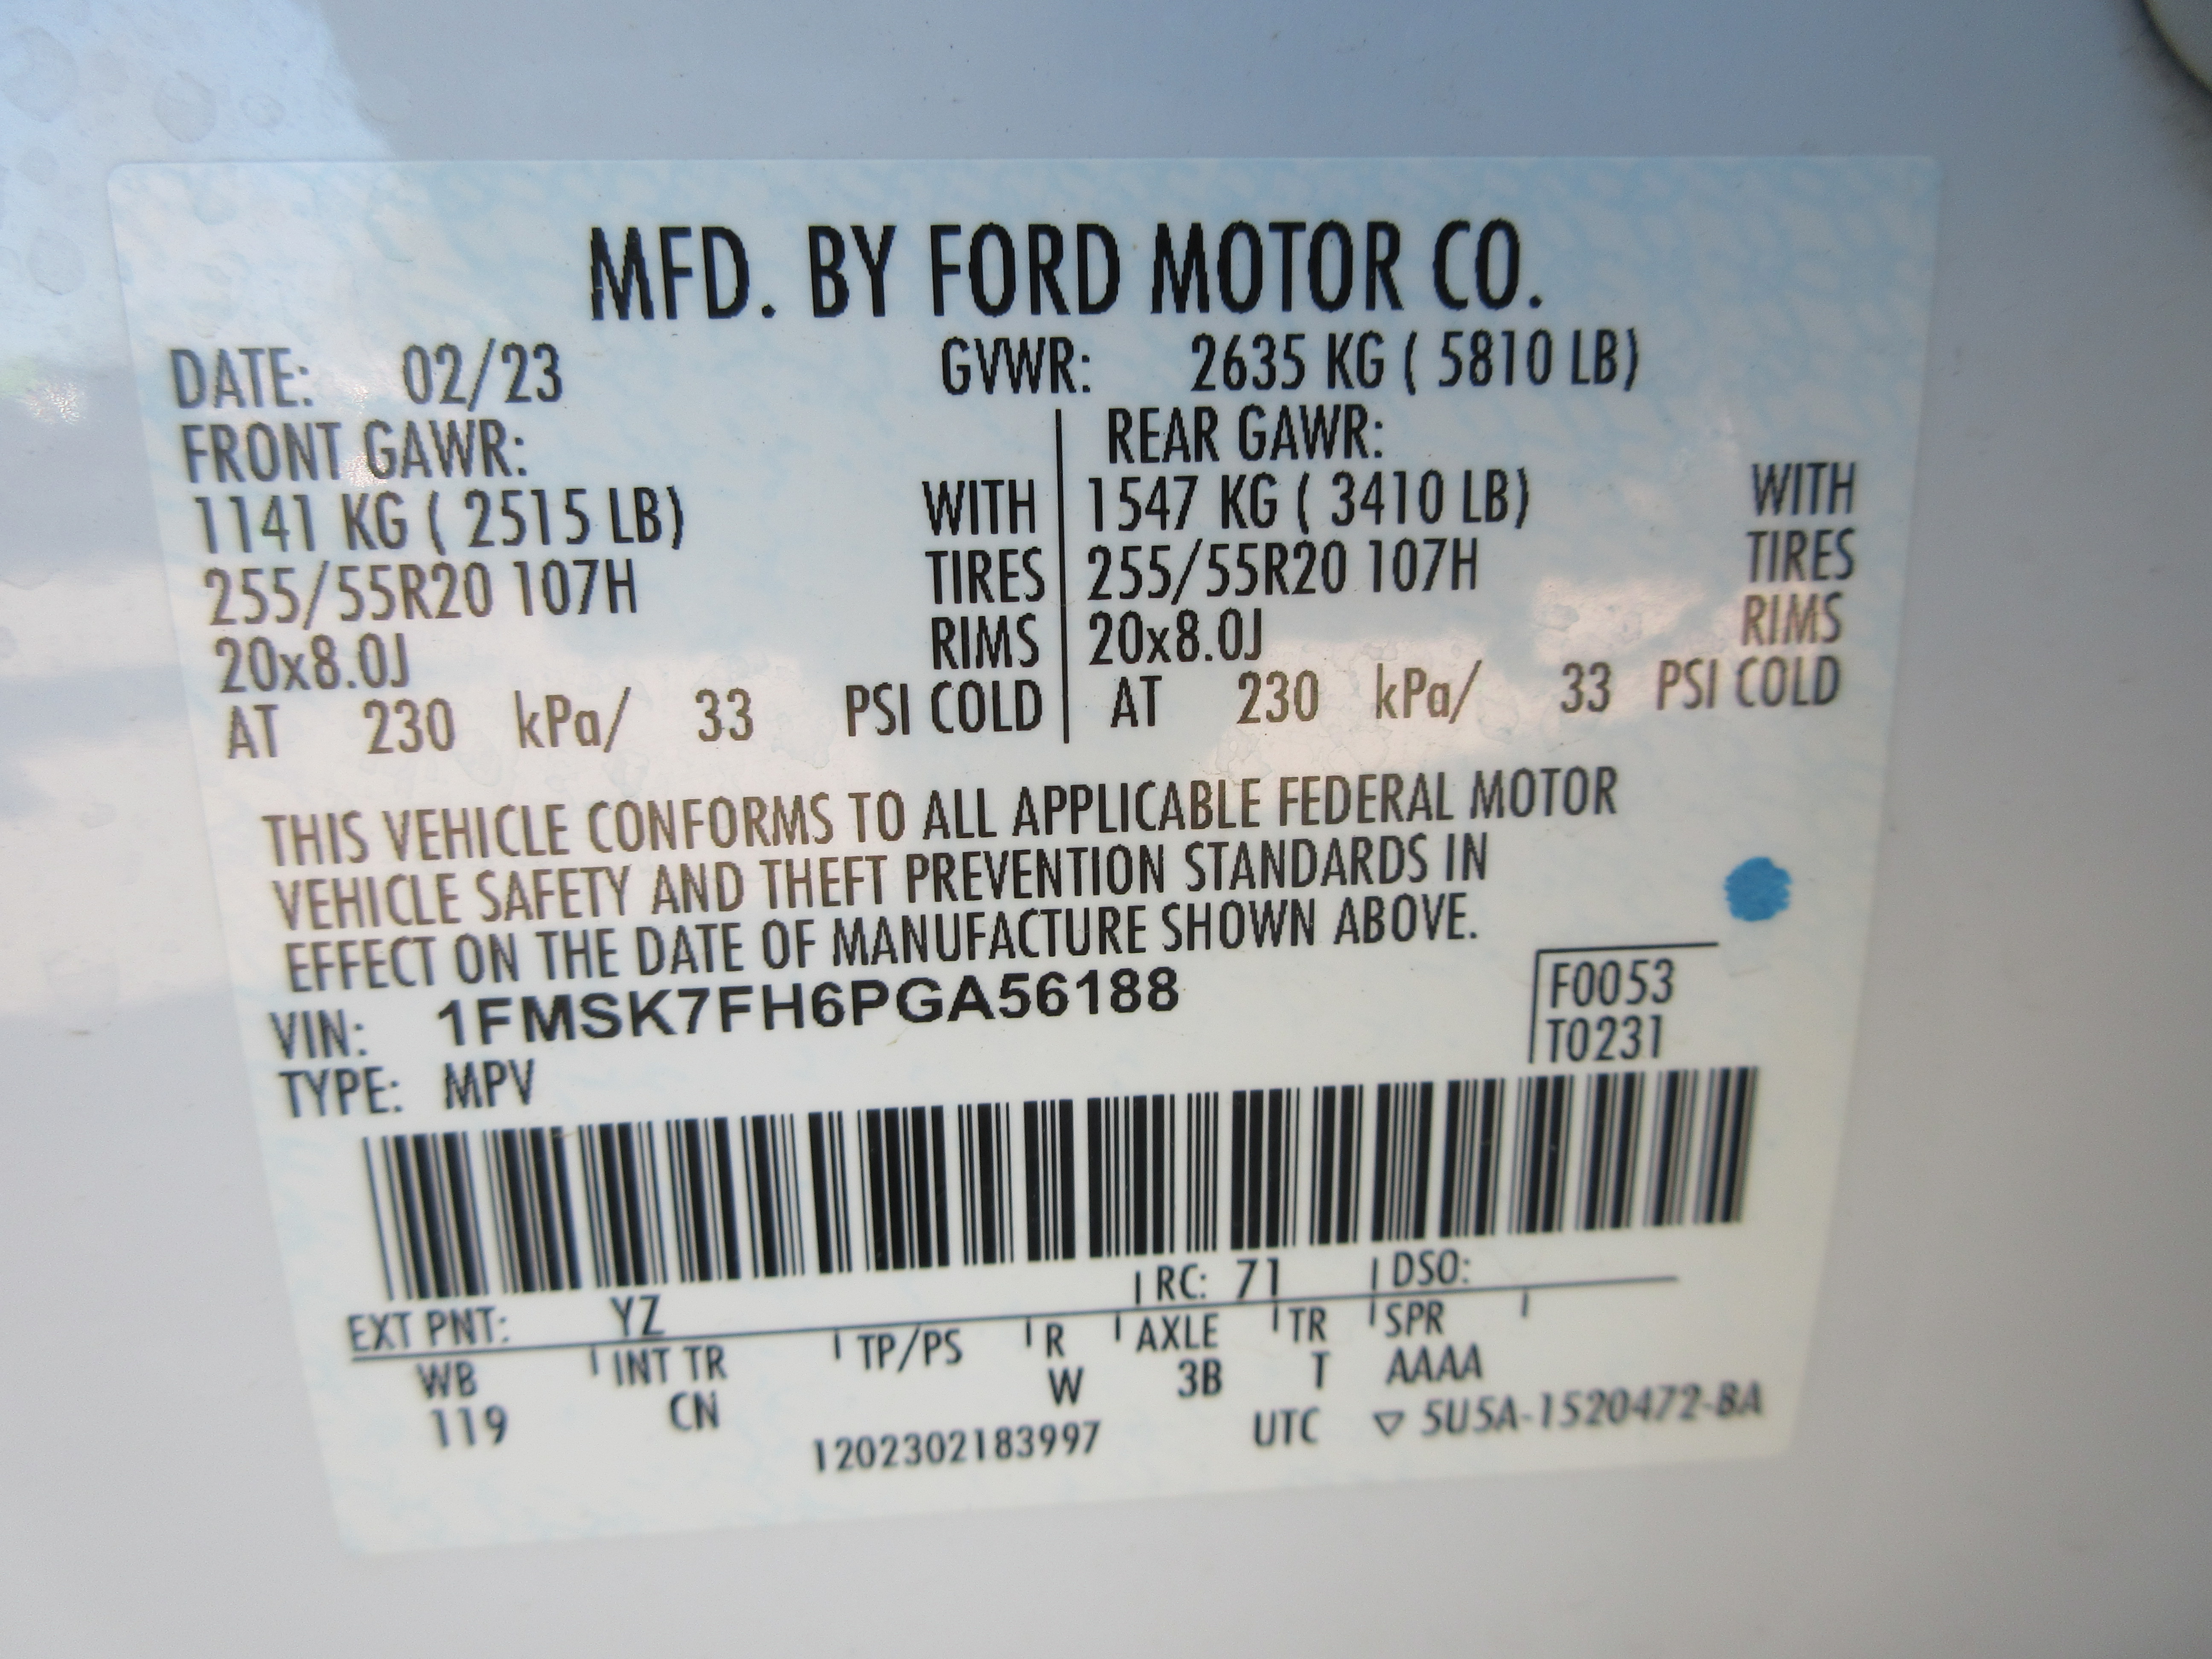 MFD. BY FORD MOTOR CO.
DATE: 02/23 GVWR: 2635 KG ( 5810 LB)
FRONT GAWR: REAR GAWR:
1141 KG ( 2515 LB) WITH 1547 KG ( 3410 LB) WITH
255/55R20 107H TIRES 255/55R20 107H TIRES
20x8.0J RIMS 20x8.0J RIMS
AT 230 kPa/ 33 PSI COLD AT 230 kPa/ 33 PSI COLD
THIS VEHICLE CONFORMS TO ALL APPLICABLE FEDERAL MOTOR
VEHICLE SAFETY AND THEFT PREVENTION STANDARDS IN
EFFECT ON THE DATE OF MANUFACTURE SHOWN ABOVE.
VIN: 1FMSK7FH6PGA56188 F0053
TYPE: MPV T0231
EXT PNT: YZ RC: 71 DSO:
WB INT TR TP/PS R AXLE TR SPR
119 CN W 3B T AAAA
1202302183997 UTC ▽ 5U5A-1520472-BA